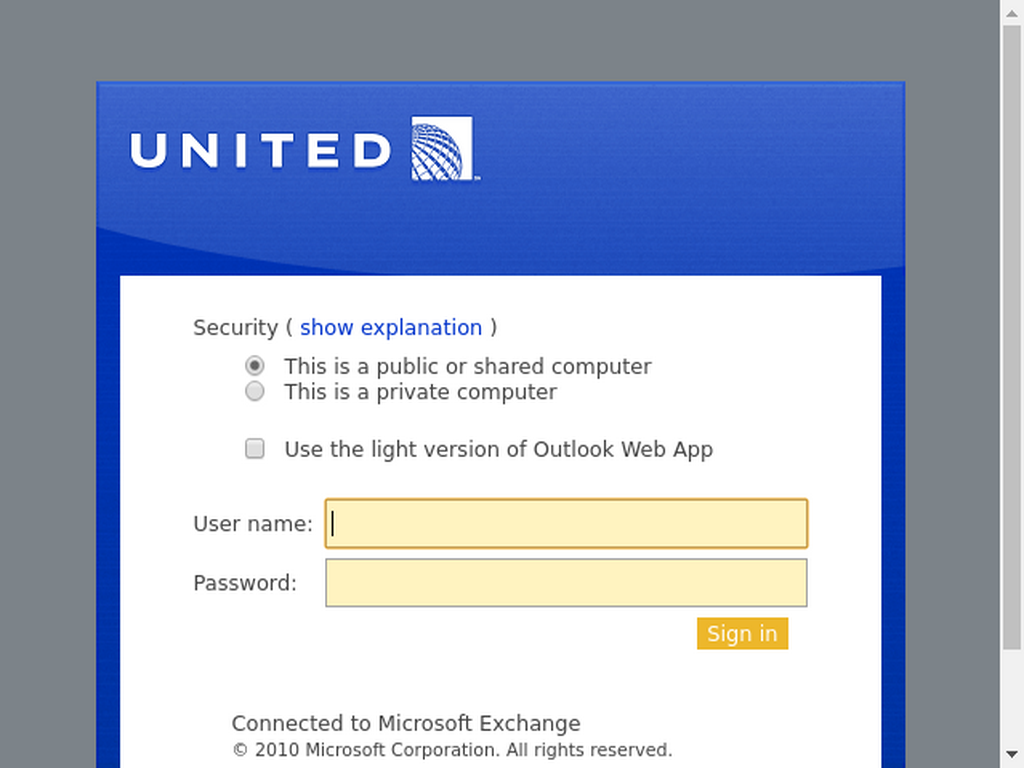 UNITED
Security ( show explanation )
This is a public or shared computer
This is a private computer
Use the light version of Outlook Web App
User name:
Password:
Sign in
Connected to Microsoft Exchange
© 2010 Microsoft Corporation. All rights reserved.